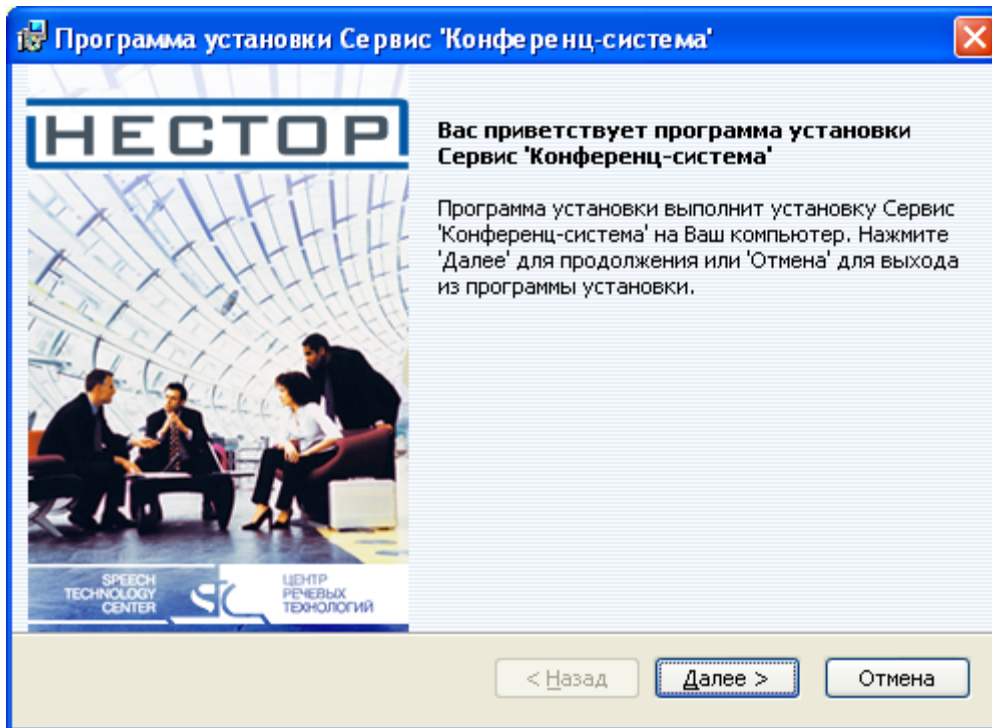 Программа установки Сервис 'Конференц-система'
НЕСТОР
Вас приветствует программа установки
Сервис 'Конференц-система'
Программа установки выполнит установку Сервис
'Конференц-система' на Ваш компьютер. Нажмите
'Далее' для продолжения или 'Отмена' для выхода
из программы установки.
SPEECH
TECHNOLOGY
CENTER
ЦЕНТР
РЕЧЕВЫХ
ТЕХНОЛОГИЙ
< Назад
Далее >
Отмена